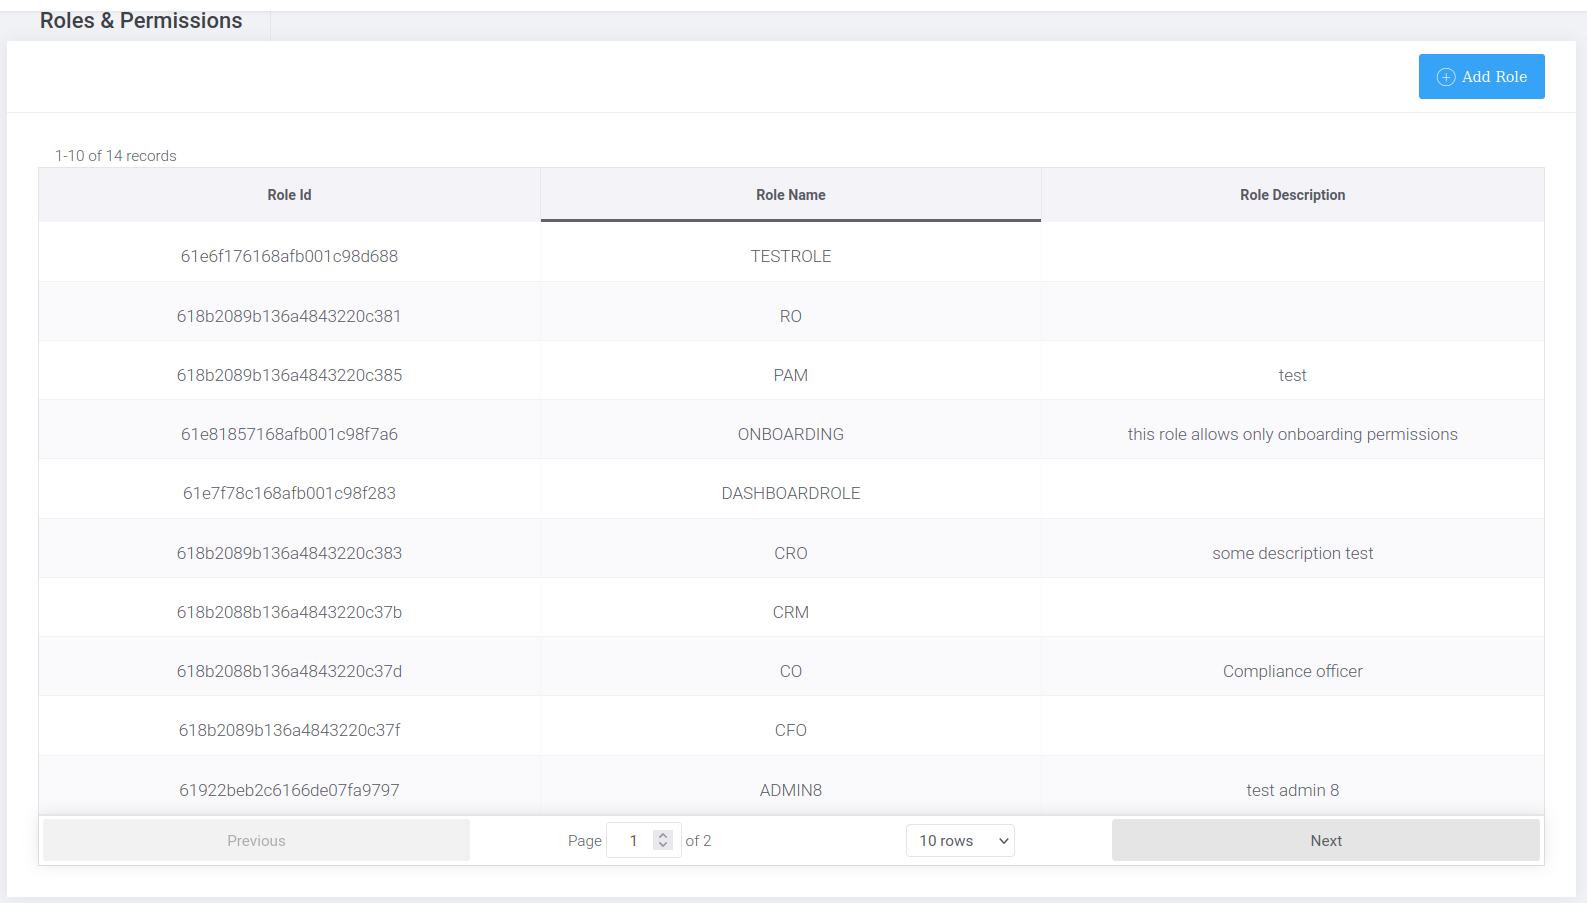 Roles & Permissions
Add Role
1-10 of 14 records
Role Id Role Name Role Description
61e6f176168afb001c98d688 TESTROLE
618b2089b136a4843220c381 RO
618b2089b136a4843220c385 PAM test
61e81857168afb001c98f7a6 ONBOARDING this role allows only onboarding permissions
61e7f78c168afb001c98f283 DASHBOARDROLE
618b2089b136a4843220c383 CRO some description test
618b2088b136a4843220c37b CRM
618b2088b136a4843220c37d CO Compliance officer
618b2089b136a4843220c37f CFO
61922beb2c6166de07fa9797 ADMIN8 test admin 8
Previous Page 1 of 2 10 rows Next